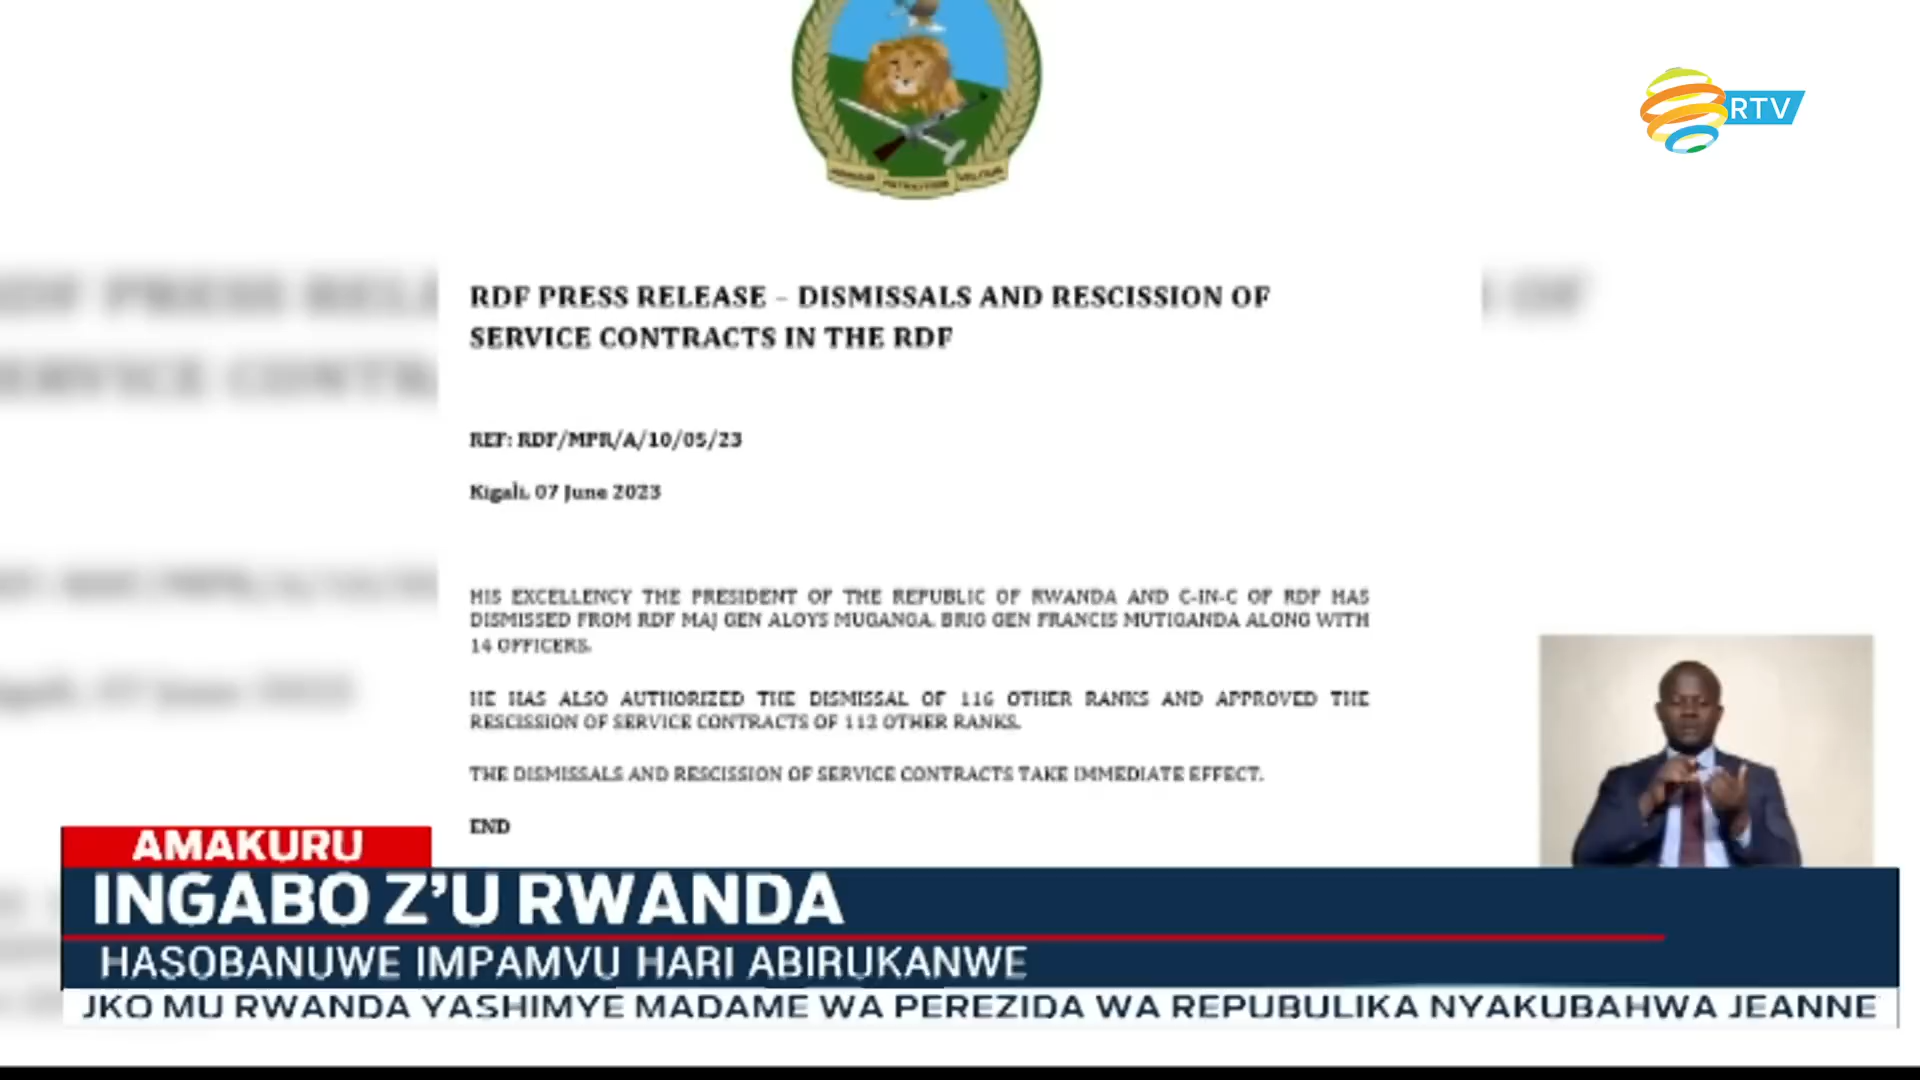 RTV
RDF PRESS RELEASE – DISMISSALS AND RESCISSION OF
SERVICE CONTRACTS IN THE RDF
REF: RDF/MPR/A/10/05/23
Kigali, 07 June 2023
HIS EXCELLENCY THE PRESIDENT OF THE REPUBLIC OF RWANDA AND C-IN-C OF RDF HAS
DISMISSED FROM RDF MAJ GEN ALOYS MUGANGA, BRIG GEN FRANCIS MUTIGANDA ALONG WITH
14 OFFICERS.
HE HAS ALSO AUTHORIZED THE DISMISSAL OF 116 OTHER RANKS AND APPROVED THE
RESCISSION OF SERVICE CONTRACTS OF 112 OTHER RANKS.
THE DISMISSALS AND RESCISSION OF SERVICE CONTRACTS TAKE IMMEDIATE EFFECT.
END
AMAKURU
INGABO Z'U RWANDA
HASOBANUWE IMPAMVU HARI ABIRUKANWE
JKO MU RWANDA YASHIMYE MADAME WA PEREZIDA WA REPUBULIKA NYAKUBAHWA JEANNE